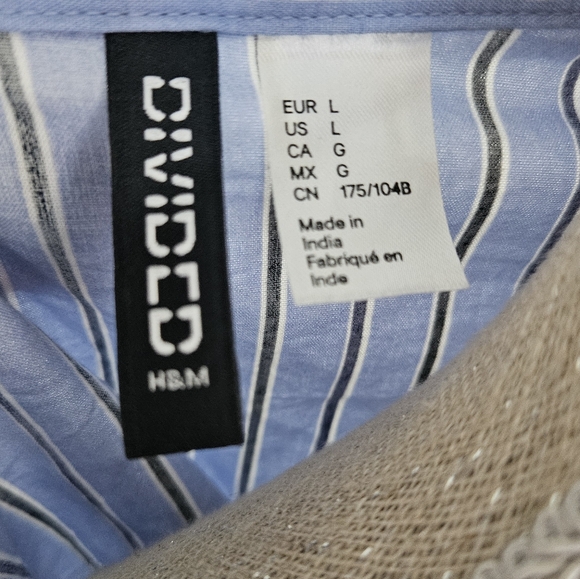 DIVIDED
H&M
EUR L
US L
CA G
MX G
CN 175/104B
Made in
India
Fabriqué en
Inde